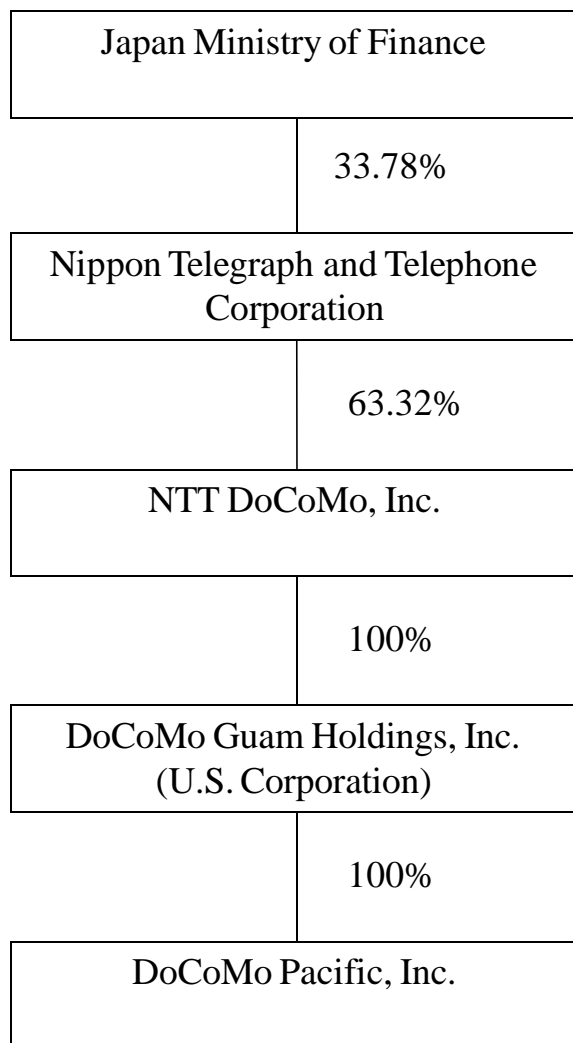 Japan Ministry of Finance
33.78%
Nippon Telegraph and Telephone
Corporation
63.32%
NTT DoCoMo, Inc.
100%
DoCoMo Guam Holdings, Inc.
(U.S. Corporation)
100%
DoCoMo Pacific, Inc.